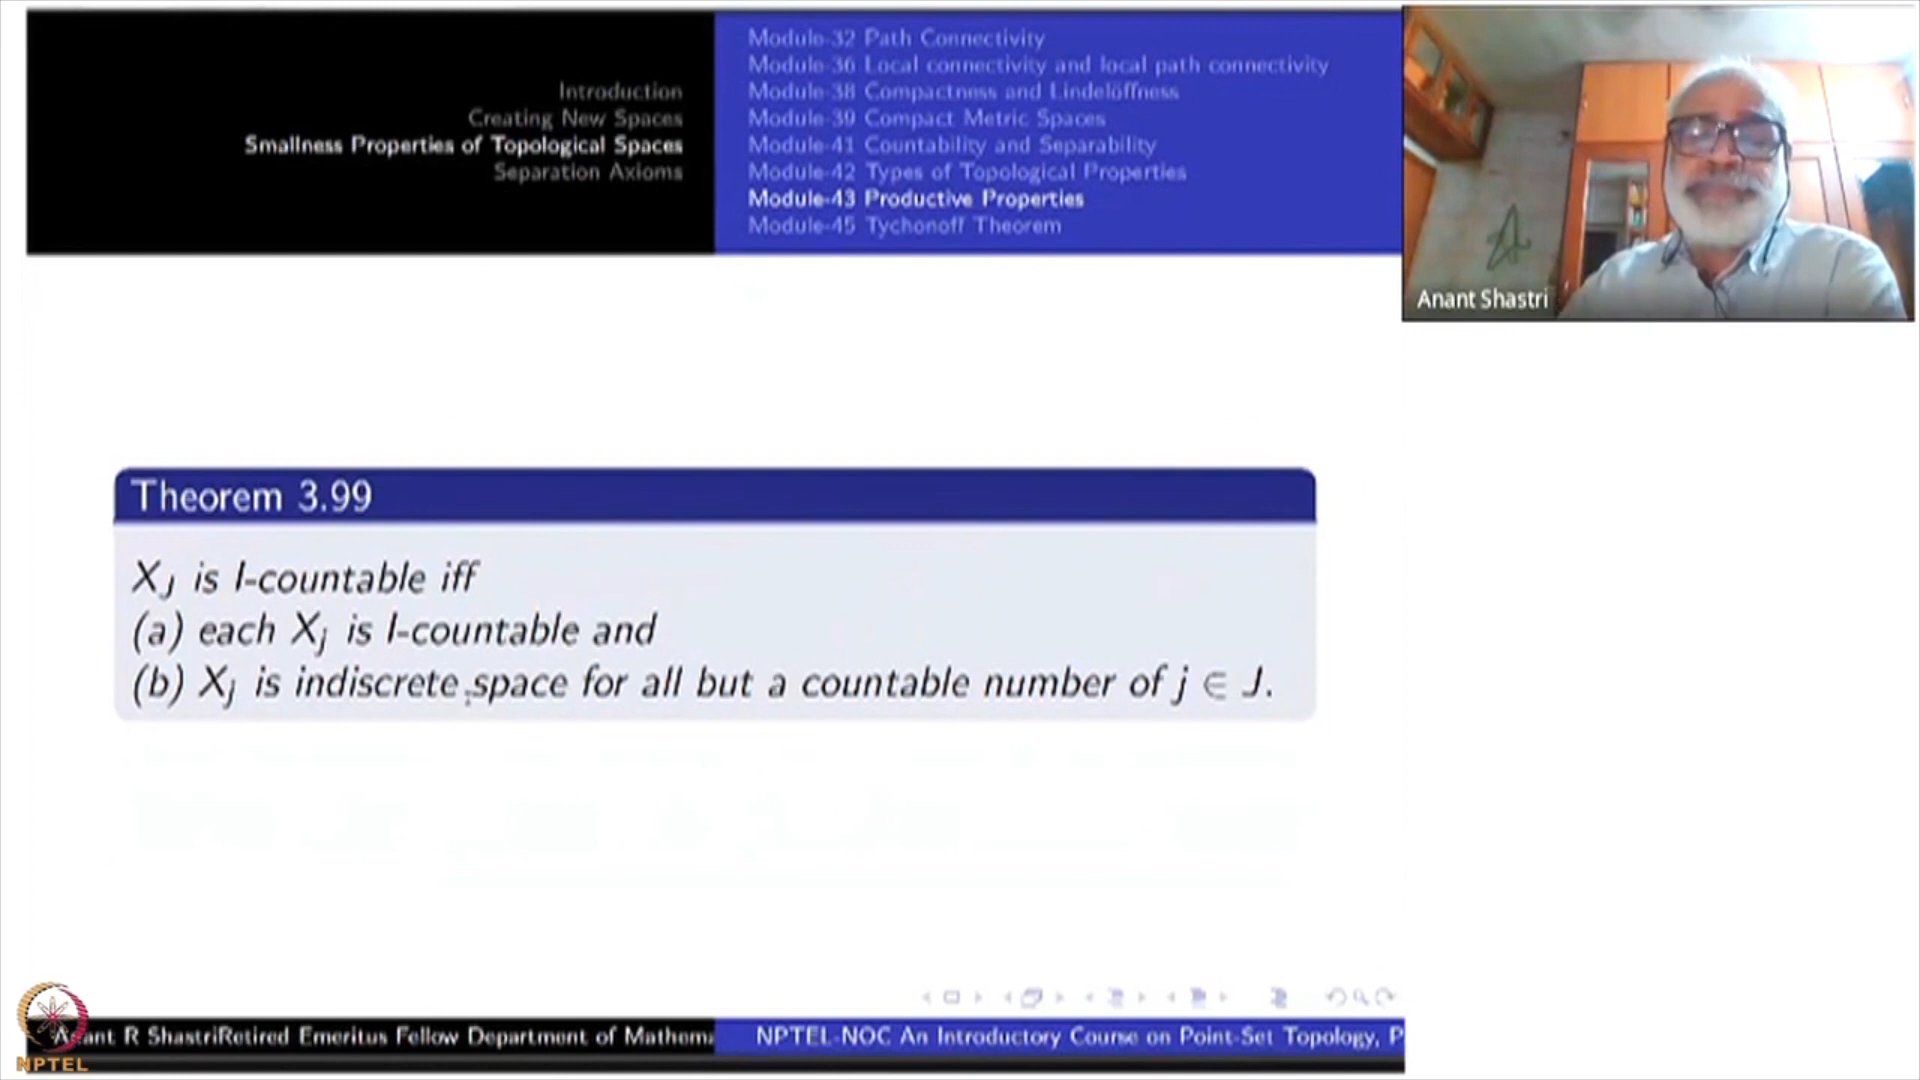 Introduction
Creating New Spaces
Smallness Properties of Topological Spaces
Separation Axioms
Module-32 Path Connectivity
Module-36 Local connectivity and local path connectivity
Module-38 Compactness and Lindelöffness
Module-39 Compact Metric Spaces
Module-41 Countability and Separability
Module-42 Types of Topological Properties
Module-43 Productive Properties
Module-45 Tychonoff Theorem
Anant Shastri
Theorem 3.99
X_J is I-countable iff
(a) each X_j is I-countable and
(b) X_j is indiscrete space for all but a countable number of j ∈ J.
Anant R ShastriRetired Emeritus Fellow Department of Mathema
NPTEL-NOC An Introductory Course on Point-Set Topology, P
NPTEL